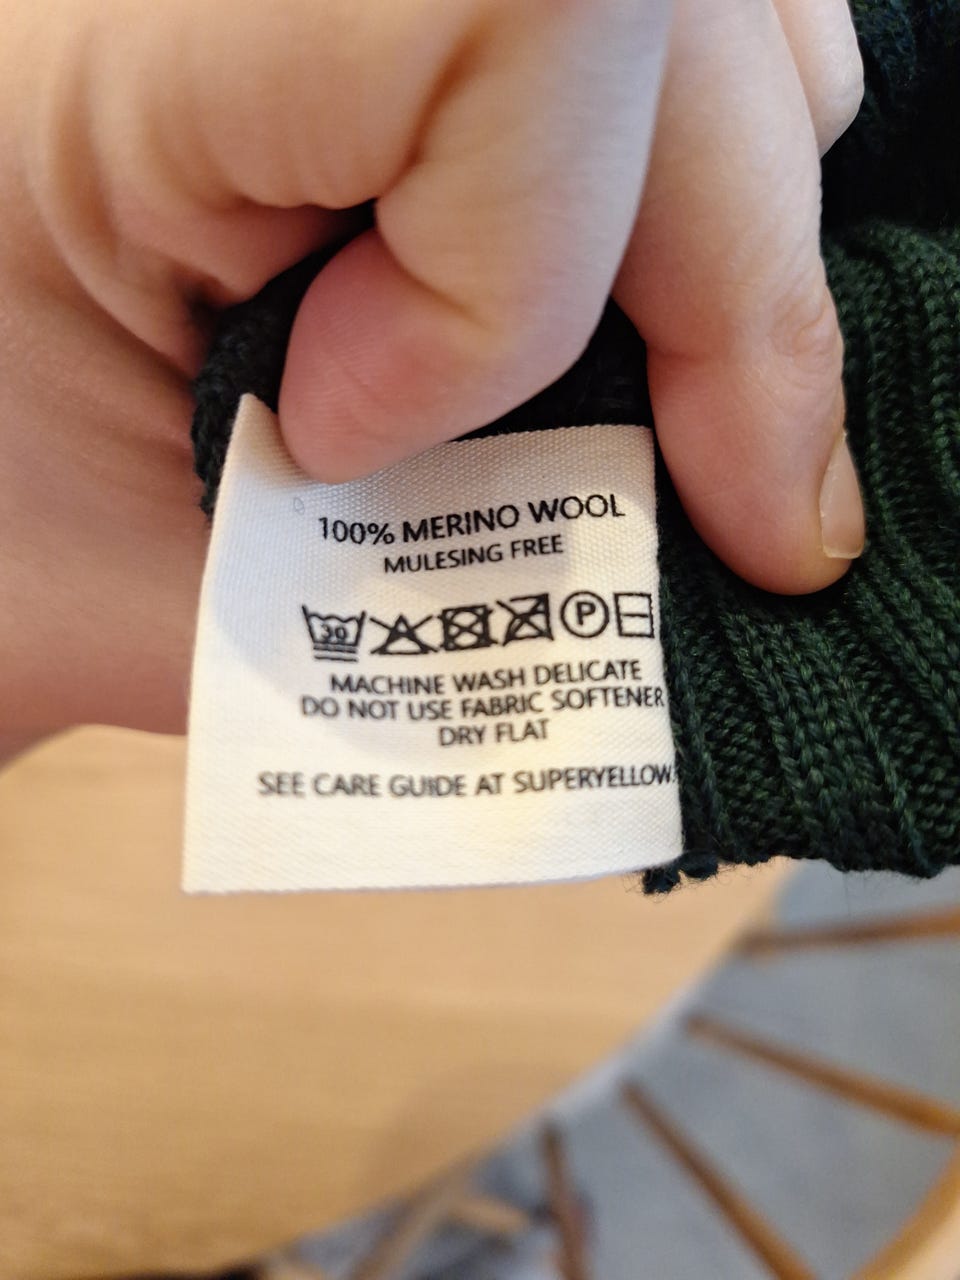 100% MERINO WOOL
MULESING FREE
30 P
MACHINE WASH DELICATE
DO NOT USE FABRIC SOFTENER
DRY FLAT
SEE CARE GUIDE AT SUPERYELLOW